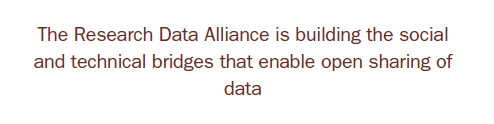 The Research Data Alliance is building the social
and technical bridges that enable open sharing of
data